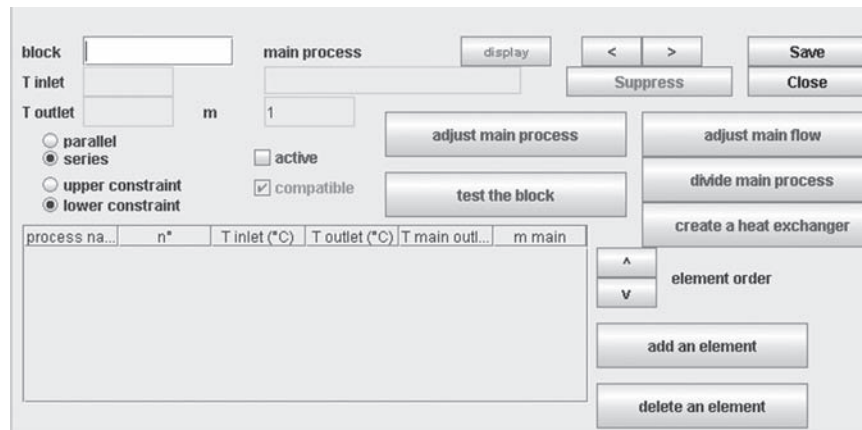 block main process display < > Save
T inlet Suppress Close
T outlet m 1
parallel adjust main process adjust main flow
series active
upper constraint compatible test the block divide main process
lower constraint
process na... n° T inlet (°C) T outlet (°C) T main outl... m main create a heat exchanger
^ element order
v
add an element
delete an element